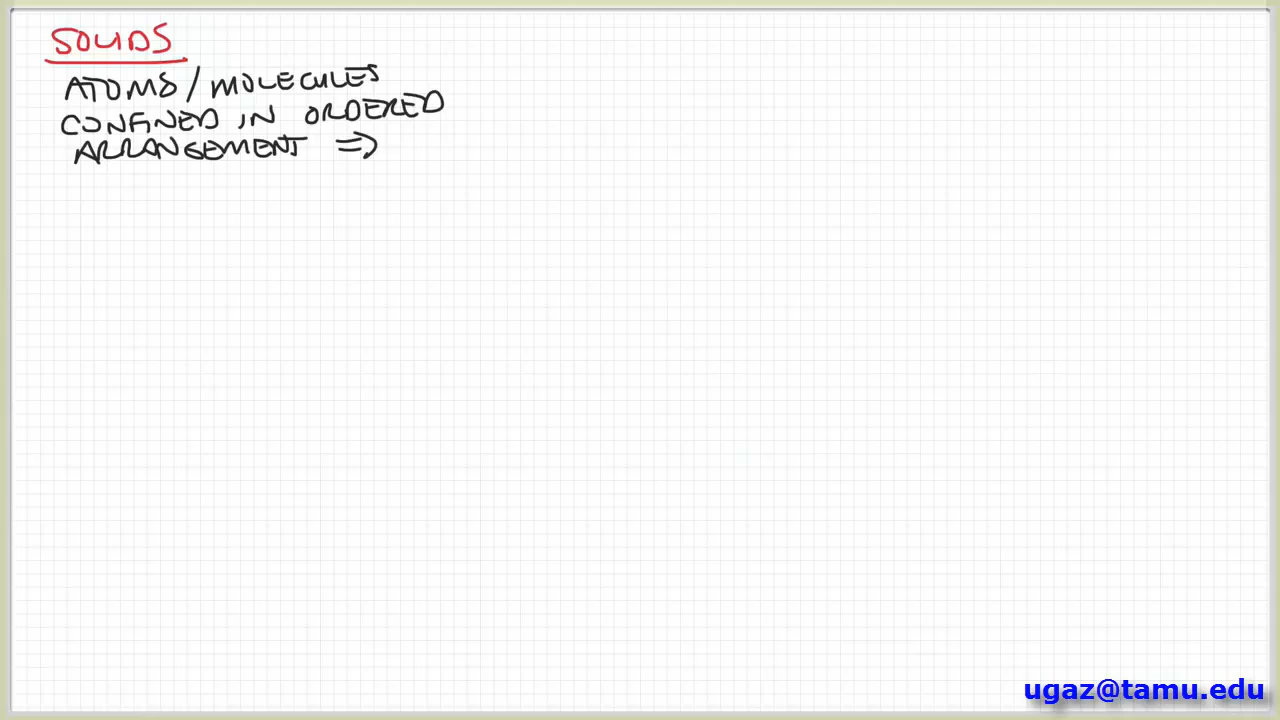 SOLIDS
ATOMS/MOLECULES
CONFINED IN ORDERED
ARRANGEMENT ⇒
ugaz@tamu.edu